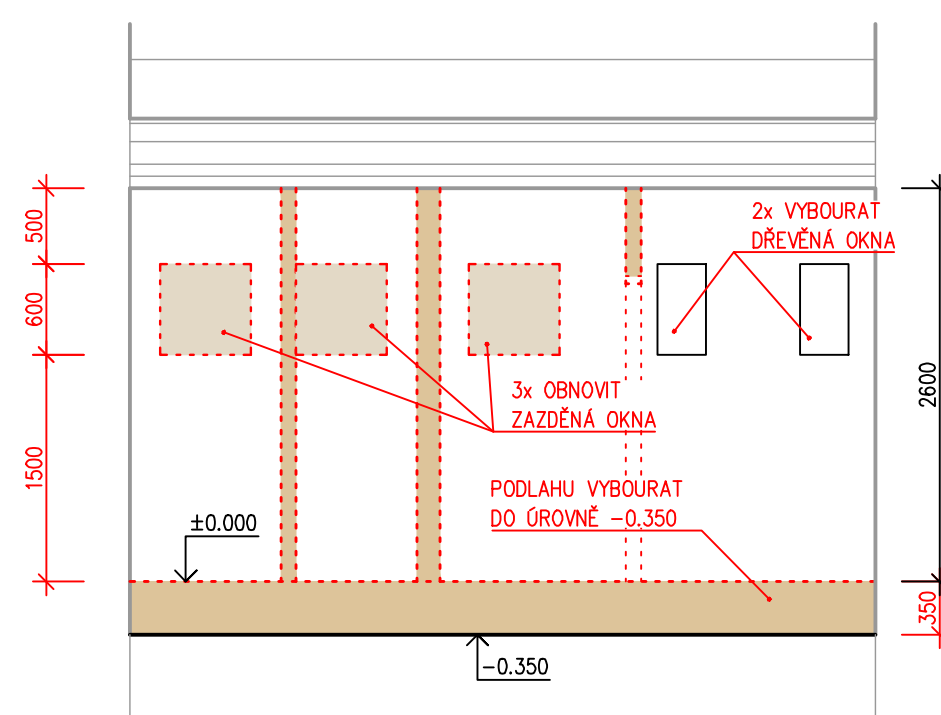 2x VYBOURAT
DŘEVĚNÁ OKNA
500
600
2600
3x OBNOVIT
ZAZDĚNÁ OKNA
1500
PODLAHU VYBOURAT
DO ÚROVNĚ -0.350
±0.000
350
-0.350